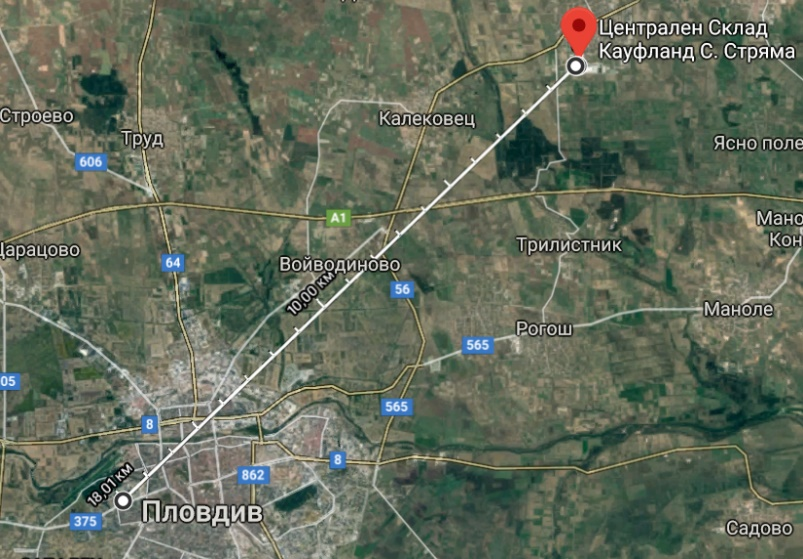 Централен Склад
Кауфланд С. Стряма
Строево
Калековец
Труд
Ясно поле
606
A1
Мано
Кон
Царацово
64
Войводиново
Трилистник
10,00 км
56
Маноле
Рогош
565
05
565
8
8
862
18,01 км
375
Пловдив
Садово